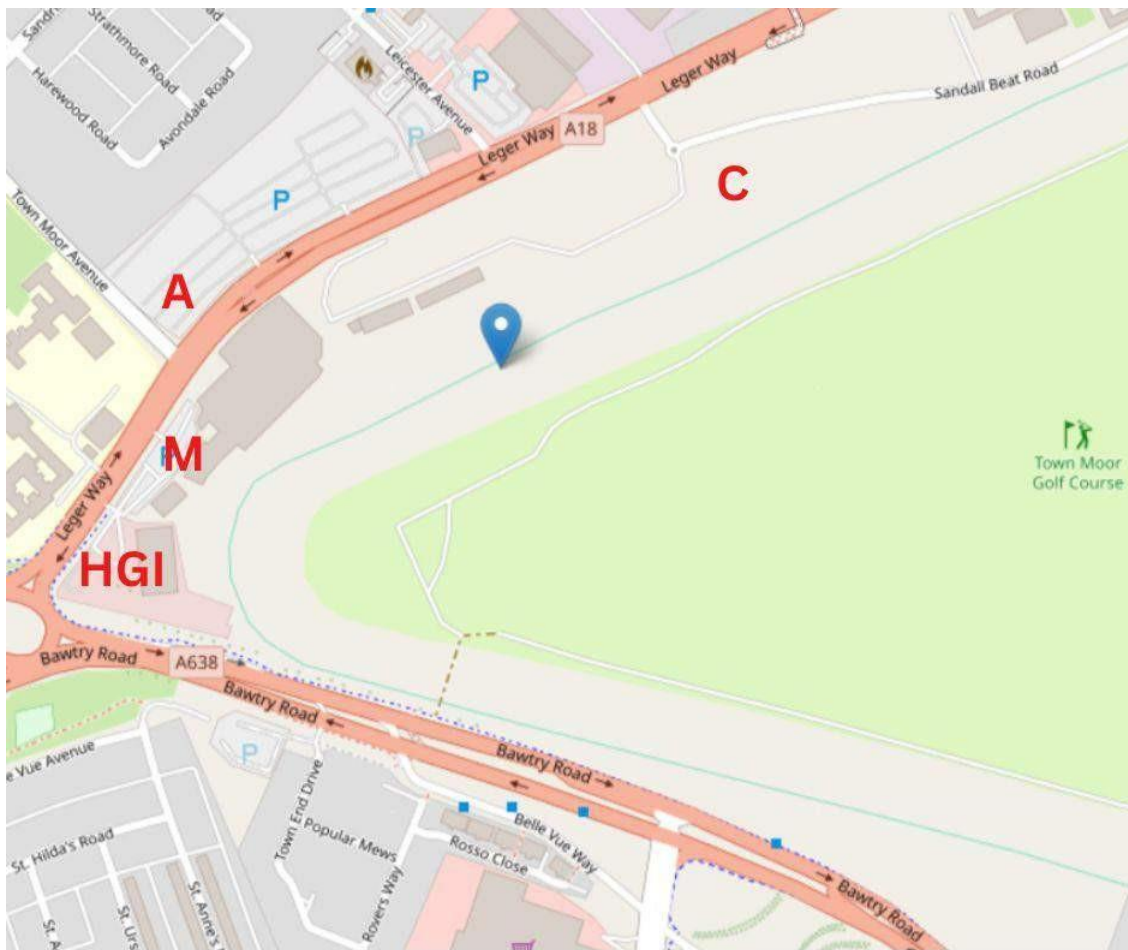 Strathmore Road
Harewood Road
Avondale Road
Leicester Avenue
P
P
P
Leger Way
Leger Way
A18
Sandall Beat Road
C
Town Moor Avenue
A
M
Leger Way
HGI
Town Moor
Golf Course
Bawtry Road
A638
Bawtry Road
Bawtry Road
Bawtry Road
P
Vue Avenue
St. Hilda's Road
Town End Drive
Popular Mews
Rovers Way
Rosso Close
Belle Vue Way
St. Anne's